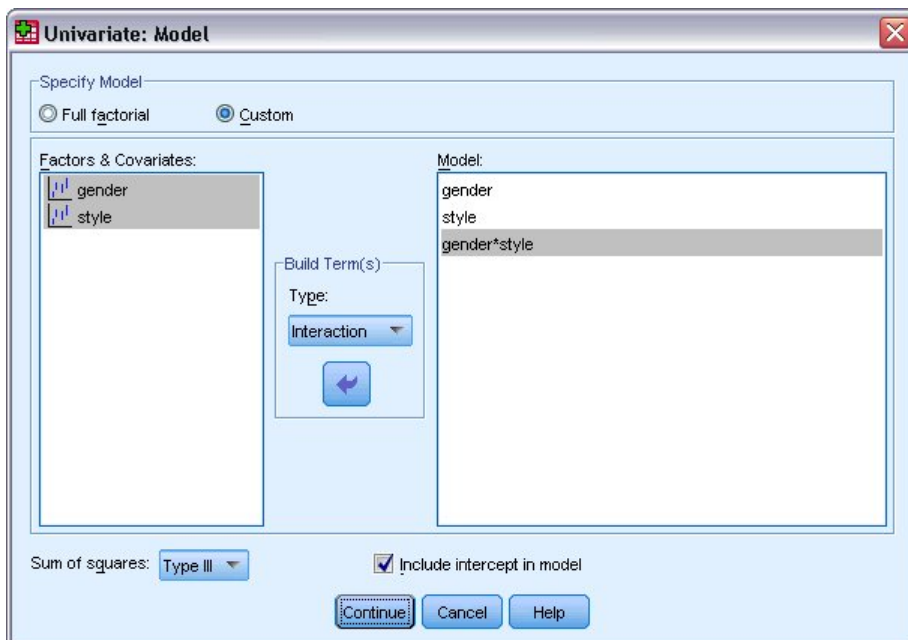 Univariate: Model
Specify Model
Full factorial
Custom
Factors & Covariates:
gender
style
Build Term(s)
Type:
Interaction
Model:
gender
style
gender*style
Sum of squares: Type III
Include intercept in model
Continue Cancel Help